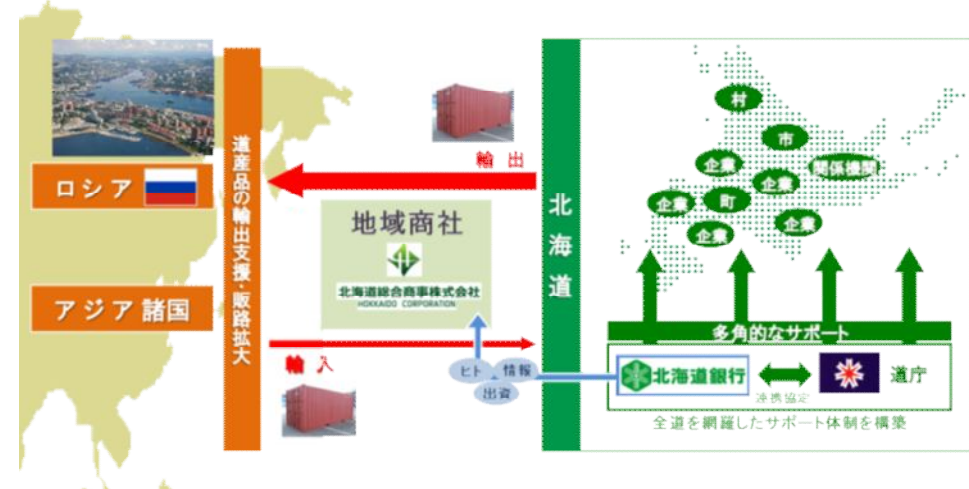 ロシア
アジア諸国
道産品の輸出支援・販路拡大
輸出
地域商社
北海道総合商事株式会社
HOKKAIDO CORPORATION
輸入
ヒト
情報
出資
北海道
村
市
企業
関係機関
企業
企業
町
企業
企業
多角的なサポート
北海道銀行
道庁
連携協定
全道を網羅したサポート体制を構築